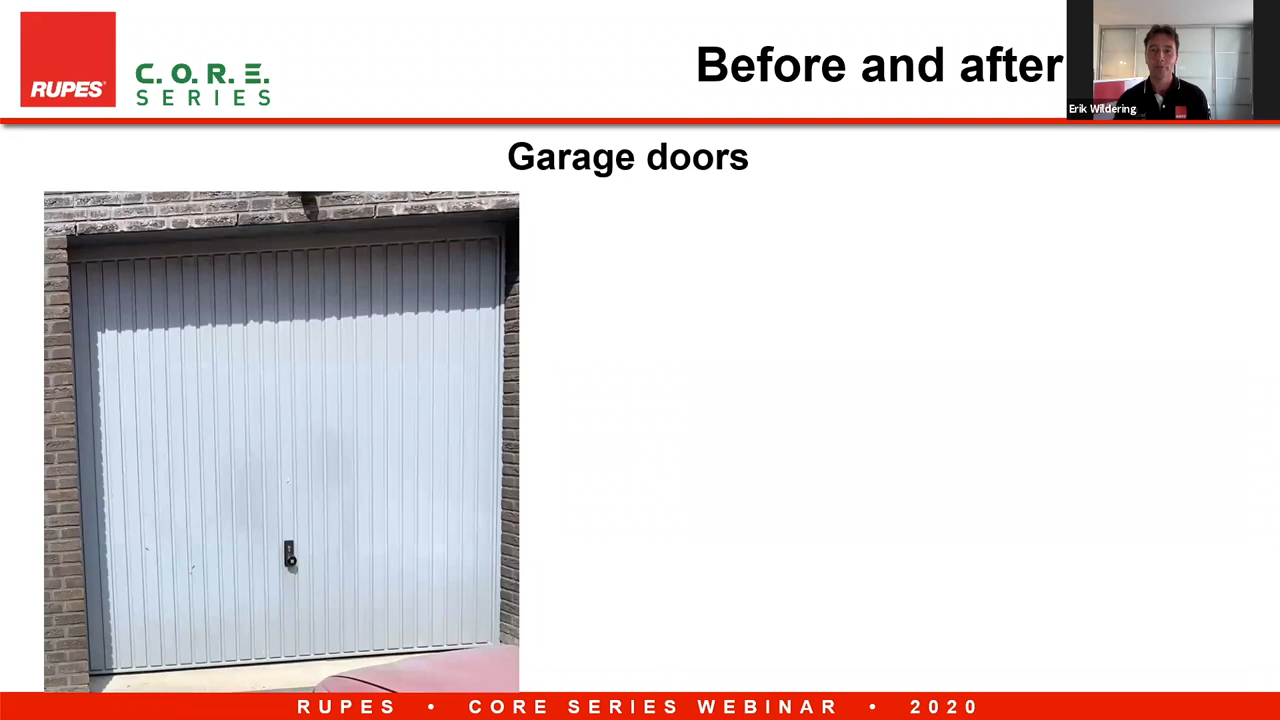 RUPES
C.O.R.E.
SERIES
Before and after
Erik Wildering
Garage doors
RUPES • CORE SERIES WEBINAR • 2020